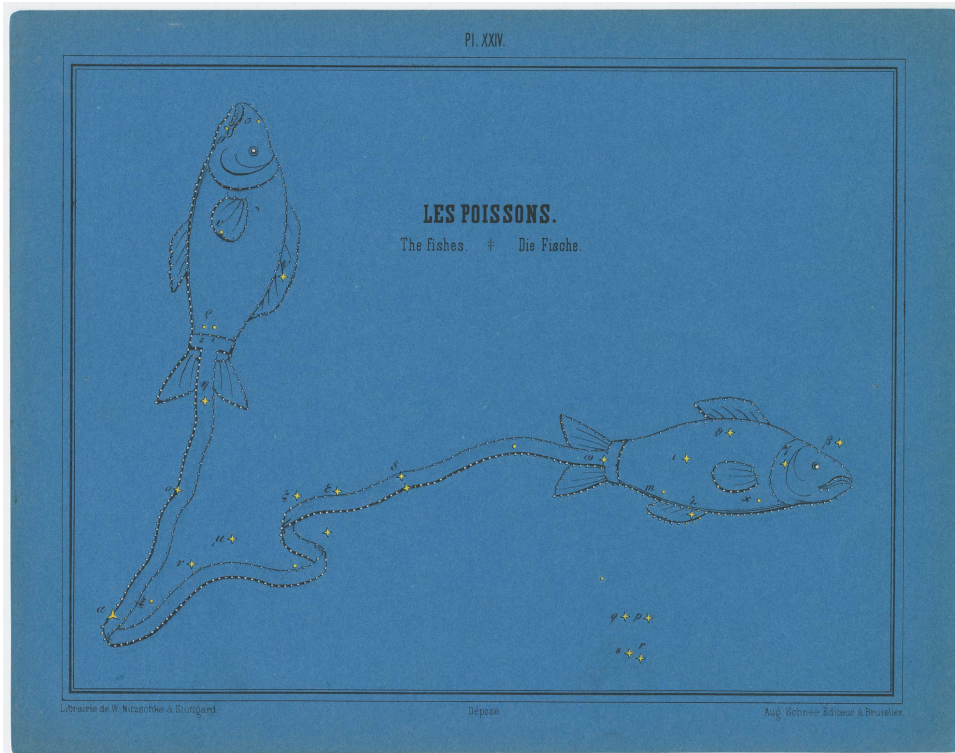 Pl. XXIV.
LES POISSONS.
The Fishes. Die Fische.
o
ρ
η
o
α
ξ
ν
μ
ζ
ε
δ
ω
ι
θ
γ
β
m
λ
κ
q p
s r
Librairie de W. Nitzschke à Stuttgard.
Déposé
Aug. Schnée Éditeur à Bruxelles.